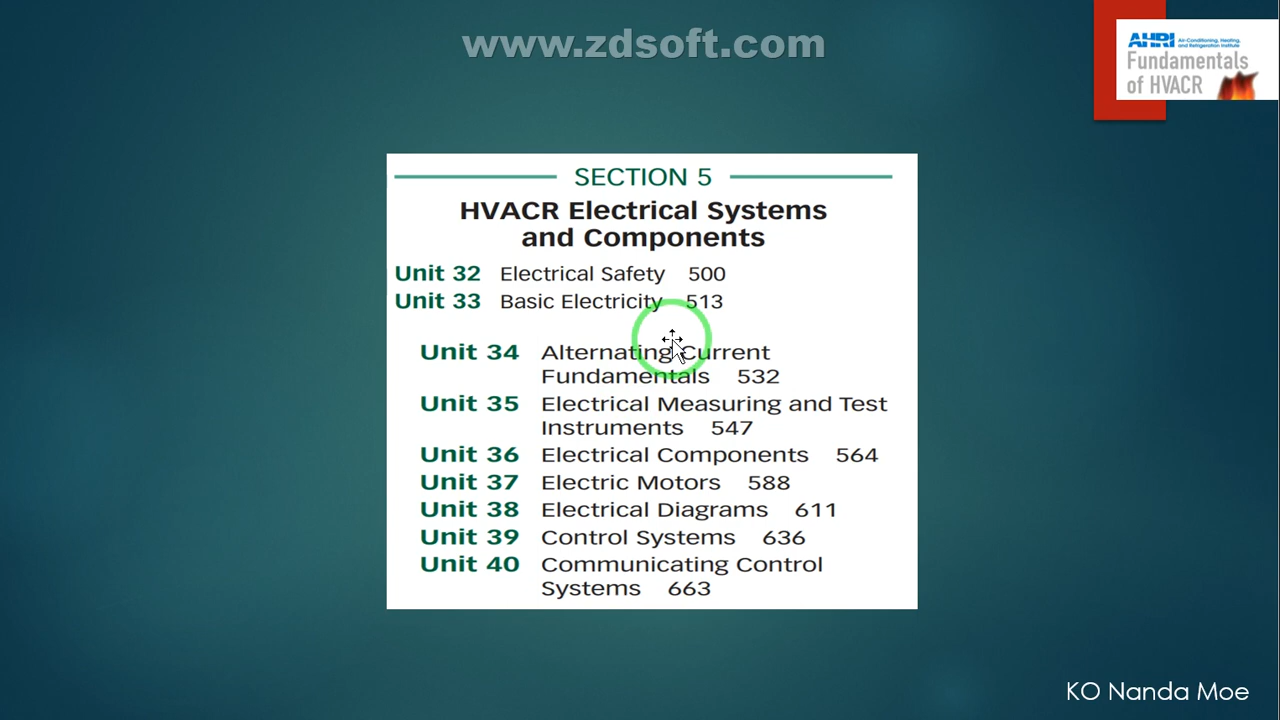 www.zdsoft.com
AHRI Air-Conditioning, Heating,
and Refrigeration Institute
Fundamentals
of HVACR
SECTION 5
HVACR Electrical Systems
and Components
Unit 32 Electrical Safety 500
Unit 33 Basic Electricity 513
Unit 34 Alternating Current
Fundamentals 532
Unit 35 Electrical Measuring and Test
Instruments 547
Unit 36 Electrical Components 564
Unit 37 Electric Motors 588
Unit 38 Electrical Diagrams 611
Unit 39 Control Systems 636
Unit 40 Communicating Control
Systems 663
KO Nanda Moe